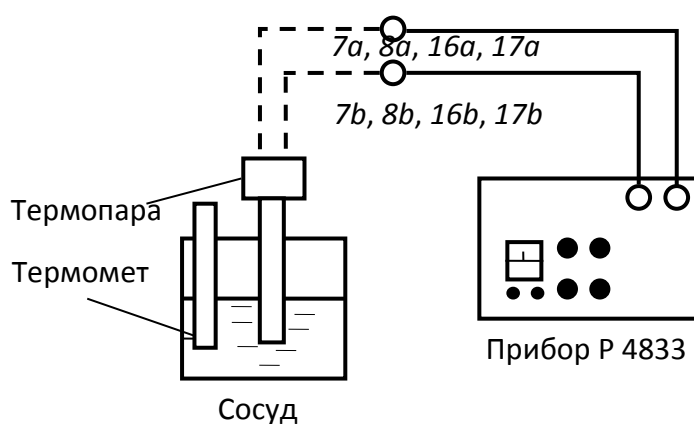 7a, 8a, 16a, 17a
7b, 8b, 16b, 17b
Термопара
Термомет
Прибор Р 4833
Сосуд